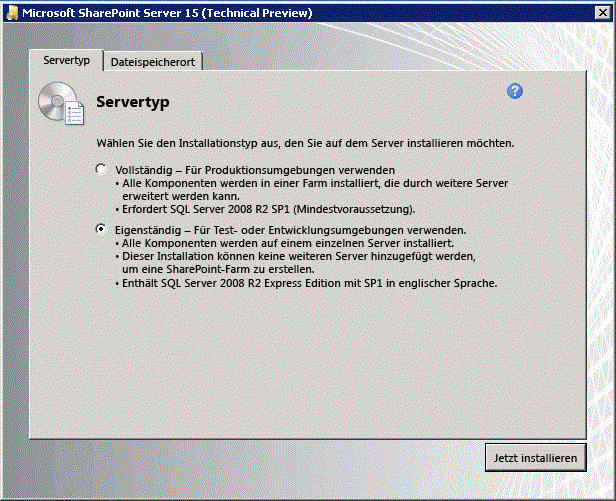 Microsoft SharePoint Server 15 (Technical Preview)
Servertyp
Dateispeicherort
Servertyp
Wählen Sie den Installationstyp aus, den Sie auf dem Server installieren möchten.
Vollständig – Für Produktionsumgebungen verwenden
• Alle Komponenten werden in einer Farm installiert, die durch weitere Server
erweitert werden kann.
• Erfordert SQL Server 2008 R2 SP1 (Mindestvoraussetzung).
Eigenständig – Für Test- oder Entwicklungsumgebungen verwenden.
• Alle Komponenten werden auf einem einzelnen Server installiert.
• Dieser Installation können keine weiteren Server hinzugefügt werden,
um eine SharePoint-Farm zu erstellen.
• Enthält SQL Server 2008 R2 Express Edition mit SP1 in englischer Sprache.
Jetzt installieren